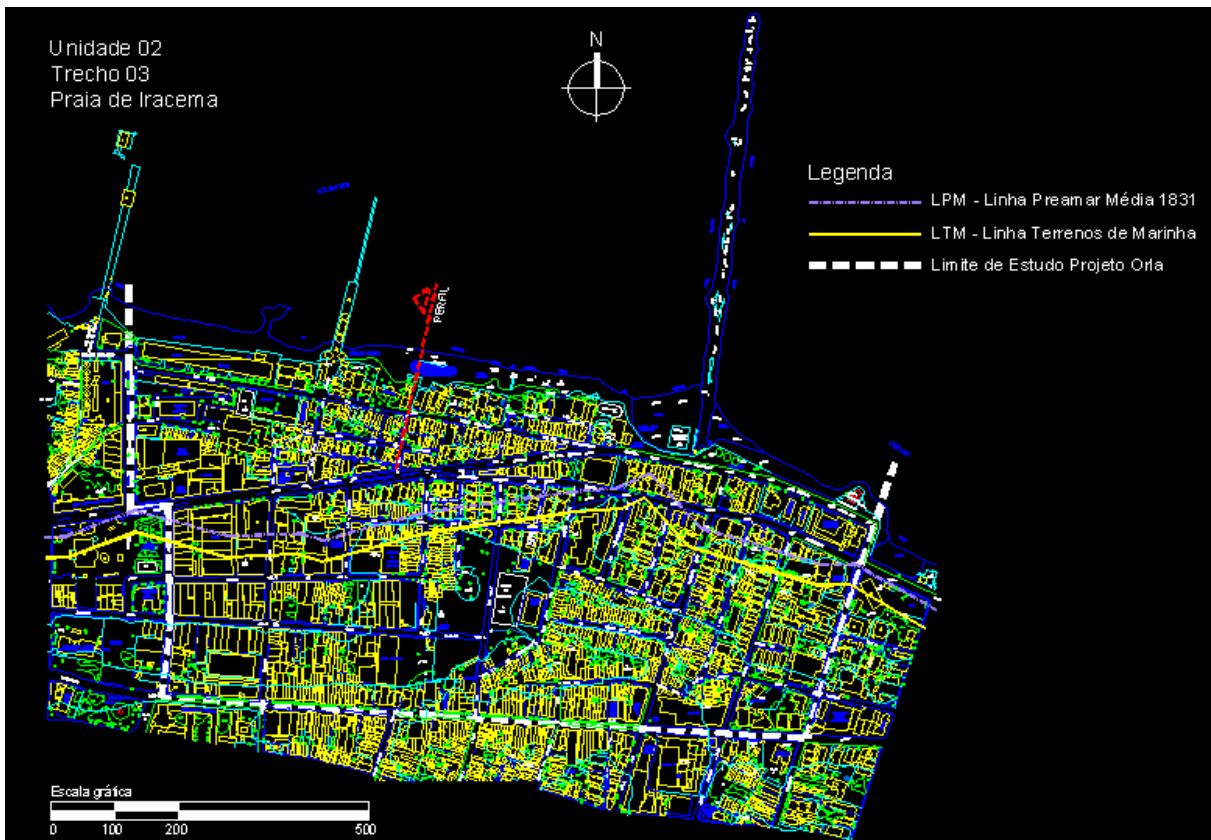 Unidade 02
Trecho 03
Praia de Iracema
N
Legenda
LPM - Linha Preamar Média 1831
LTM - Linha Terrenos de Marinha
Limite de Estudo Projeto Orla
PERFIL
Escala gráfica
0 100 200 500